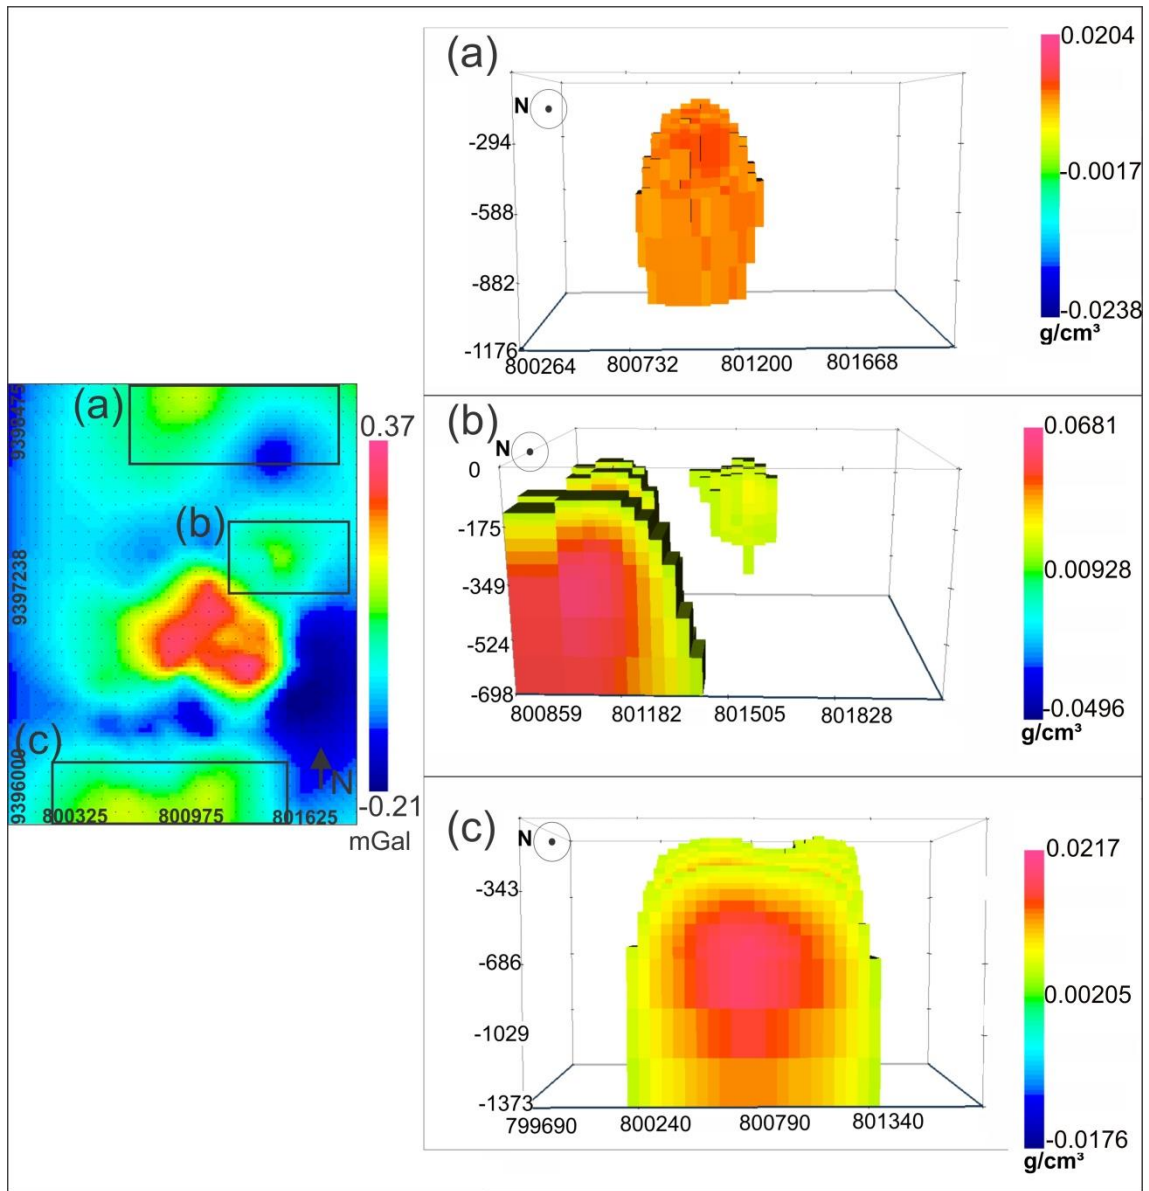 (a)
N
-294
-588
-882
-1176
800264 800732 801200 801668
0.0204
-0.0017
-0.0238
g/cm³
(a)
(b)
(c)
9398475
9397238
9396000
800325 800975 801625
N
0.37
-0.21
mGal
(b)
N
0
-175
-349
-524
-698
800859 801182 801505 801828
0.0681
0.00928
-0.0496
g/cm³
(c)
N
-343
-686
-1029
-1373
799690 800240 800790 801340
0.0217
0.00205
-0.0176
g/cm³